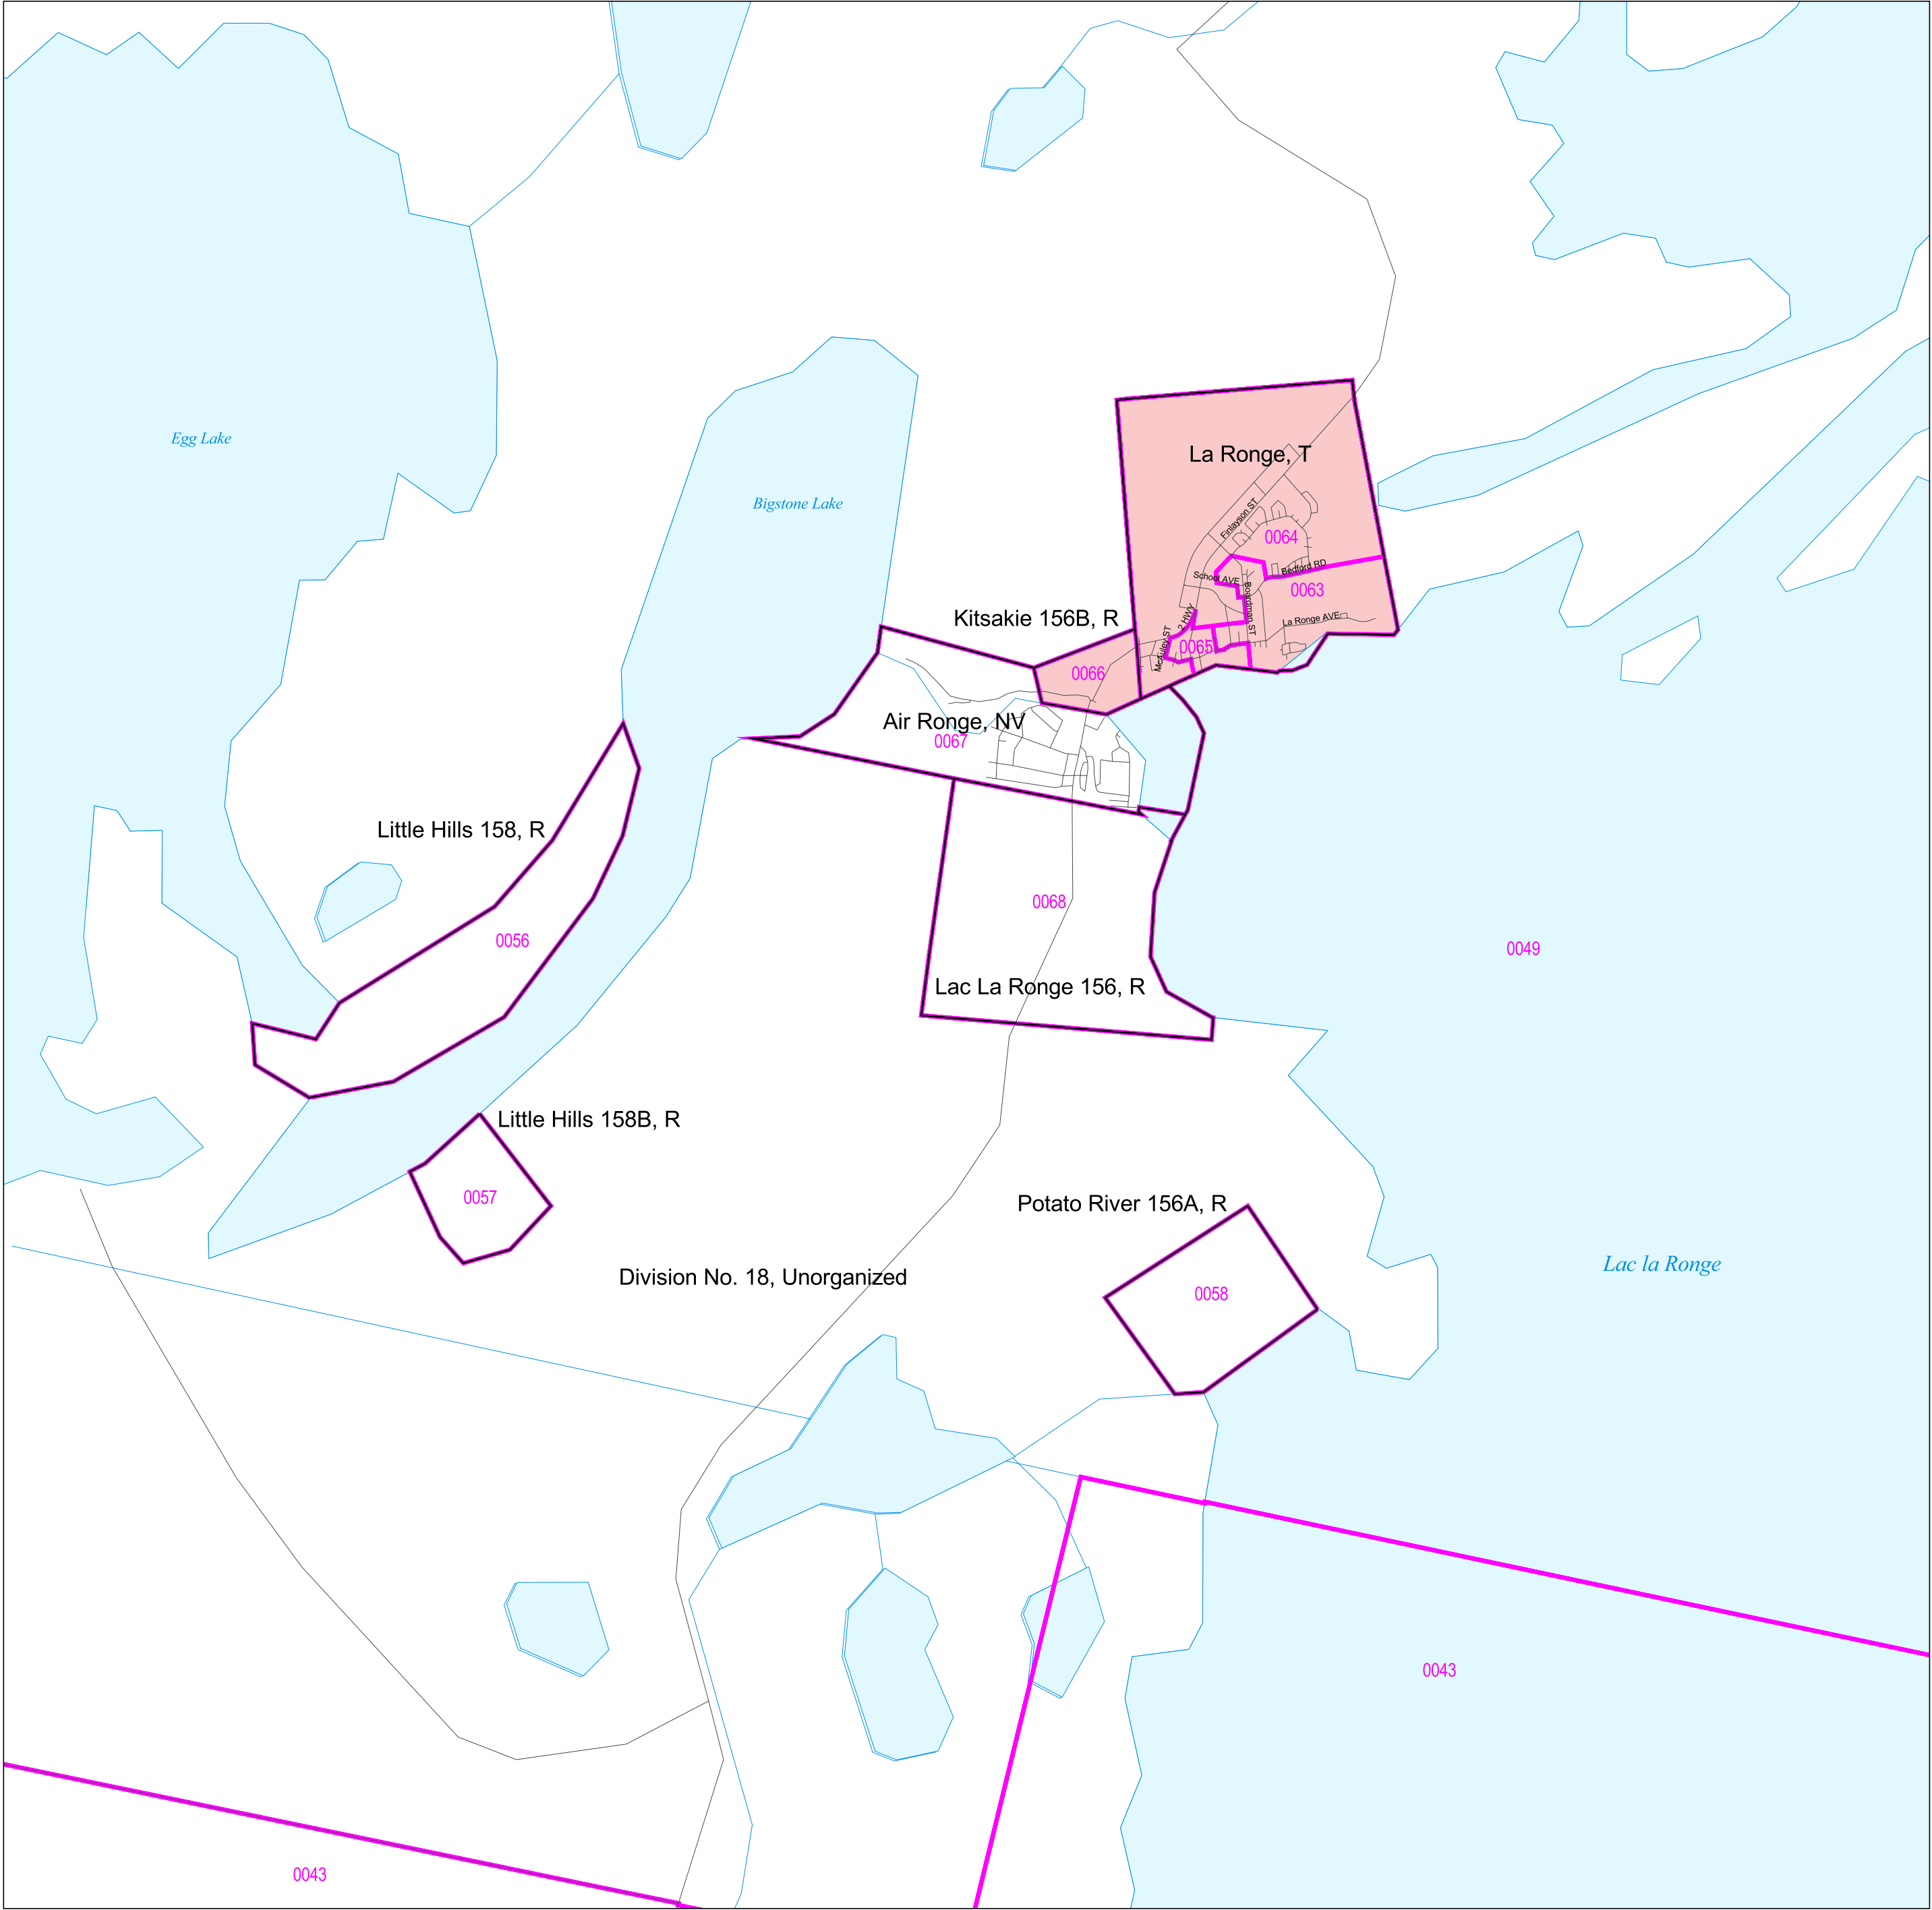 Egg Lake
La Ronge, T
Bigstone Lake
Finlayson ST
0064
Bedford RD
School AVE
Boardman ST
0063
Kitsakie 156B, R
2 HWY
La Ronge AVE
McAuley ST
0065
0066
Air Ronge, NV
0067
Little Hills 158, R
0068
0056
0049
Lac La Ronge 156, R
Little Hills 158B, R
0057
Potato River 156A, R
Lac la Ronge
Division No. 18, Unorganized
0058
0043
0043